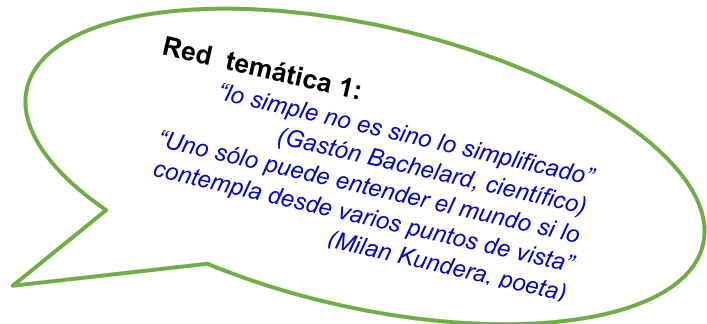 Red temática 1:
“lo simple no es sino lo simplificado”
(Gastón Bachelard, científico)
“Uno sólo puede entender el mundo si lo
contempla desde varios puntos de vista”
(Milan Kundera, poeta)